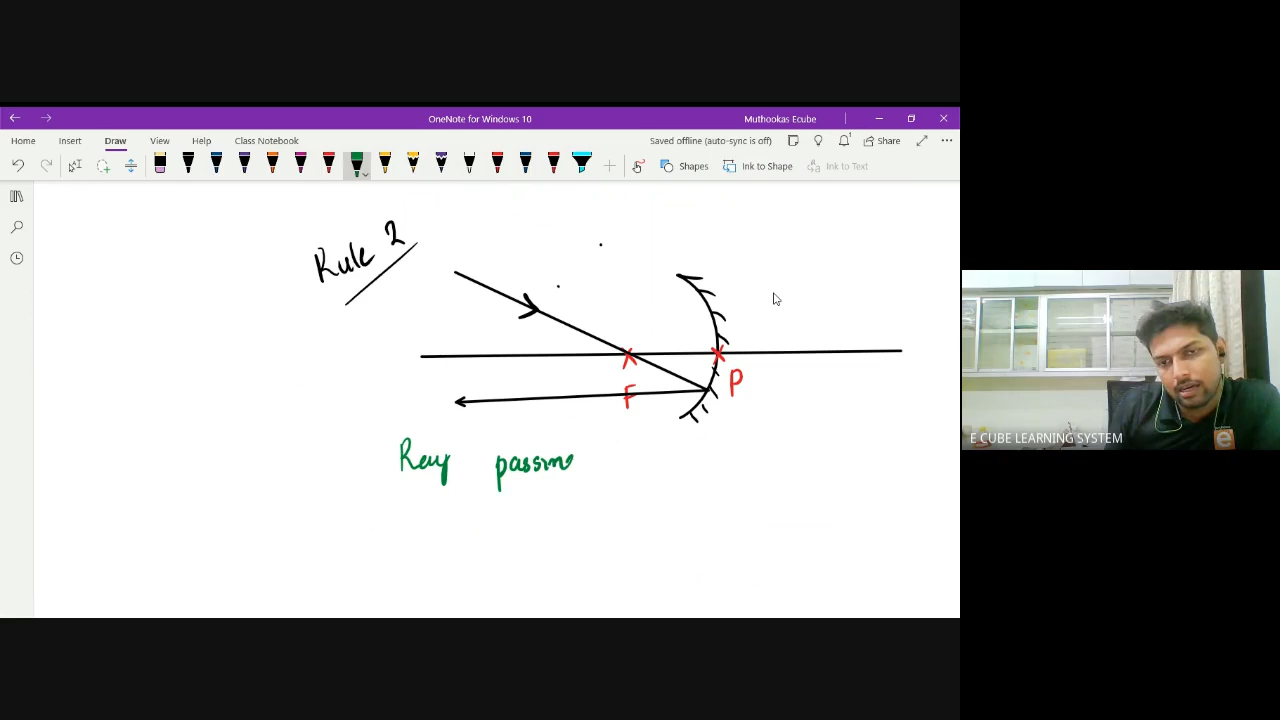 OneNote for Windows 10
Muthookas Ecube
Home Insert Draw View Help Class Notebook
Saved offline (auto-sync is off) Share
Shapes Ink to Shape Ink to Text
Rule 2
P
F
Ray passin
E CUBE LEARNING SYSTEM
e